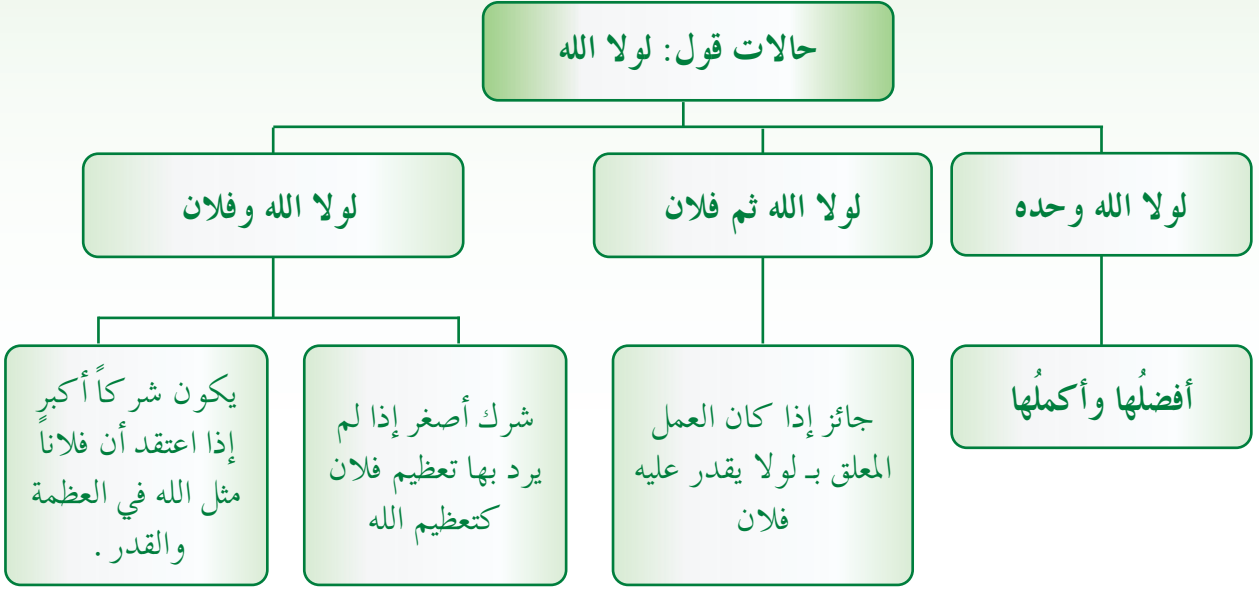 حالات قول: لولا الله
لولا الله وحده
لولا الله ثم فلان
لولا الله وفلان
أفضلُها وأكملُها
جائز إذا كان العمل
المعلق بـ لولا يقدر عليه
فلان
شرك أصغر إذا لم
يرد بها تعظيم فلان
كتعظيم الله
يكون شركاً أكبر
إذا اعتقد أن فلاناً
مثل الله في العظمة
والقدر .